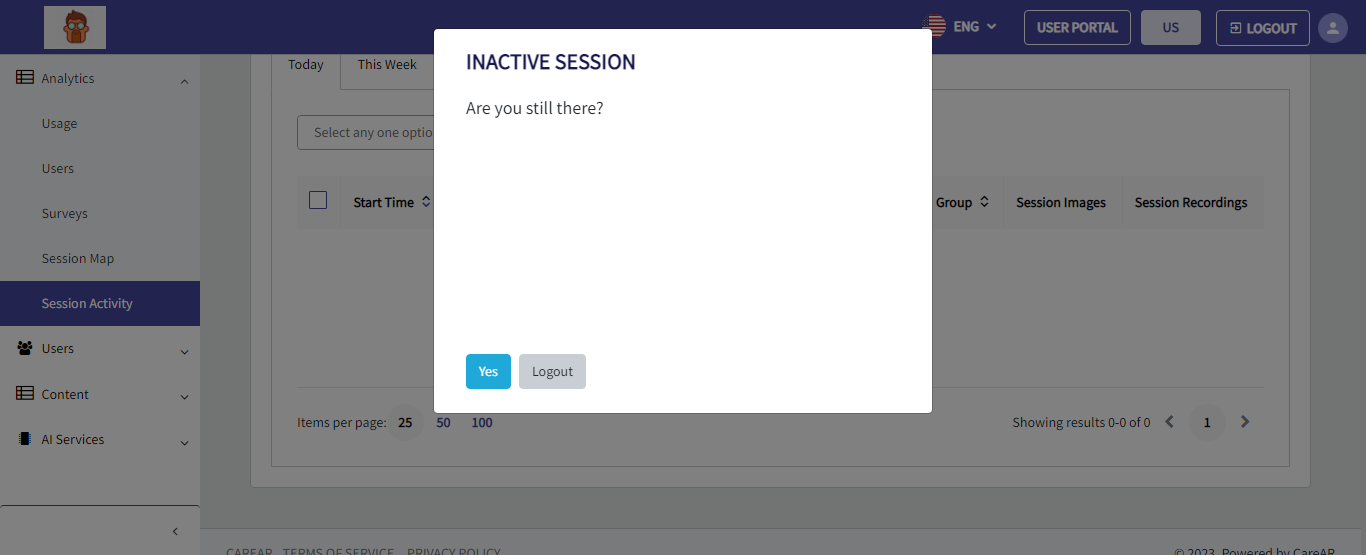 ENG
USER PORTAL
US
LOGOUT
Analytics
Usage
Users
Surveys
Session Map
Session Activity
Users
Content
AI Services
Today
This Week
Select any one optio
Start Time
Group
Session Images
Session Recordings
INACTIVE SESSION
Are you still there?
Yes
Logout
Items per page: 25 50 100
Showing results 0-0 of 0
1
CAREAR TERMS OF SERVICE PRIVACY POLICY
© 2023, Powered by CareAR